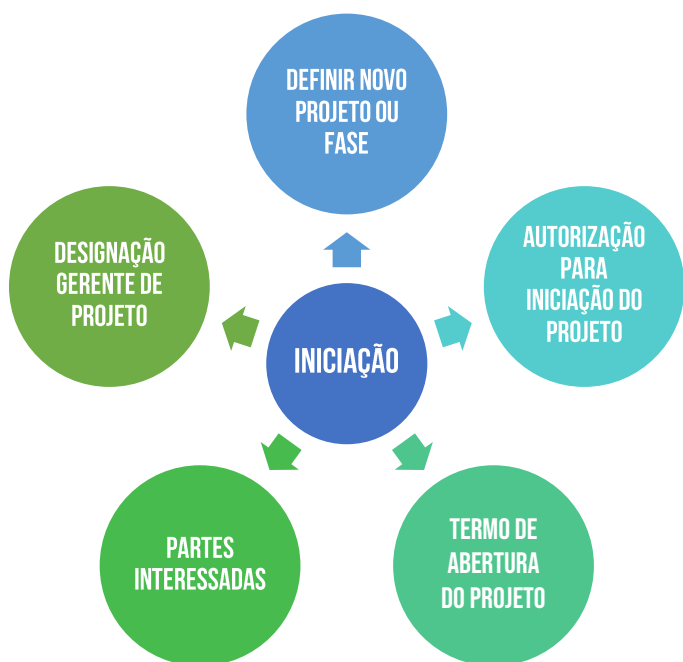 DEFINIR NOVO
PROJETO OU
FASE
AUTORIZAÇÃO
PARA
INICIAÇÃO DO
PROJETO
TERMO DE
ABERTURA
DO PROJETO
PARTES
INTERESSADAS
DESIGNAÇÃO
GERENTE DE
PROJETO
INICIAÇÃO